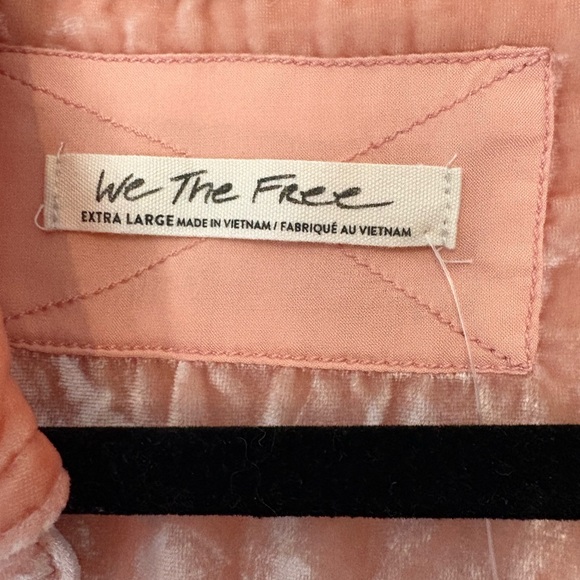 We The Free
EXTRA LARGE MADE IN VIETNAM / FABRIQUÉ AU VIETNAM